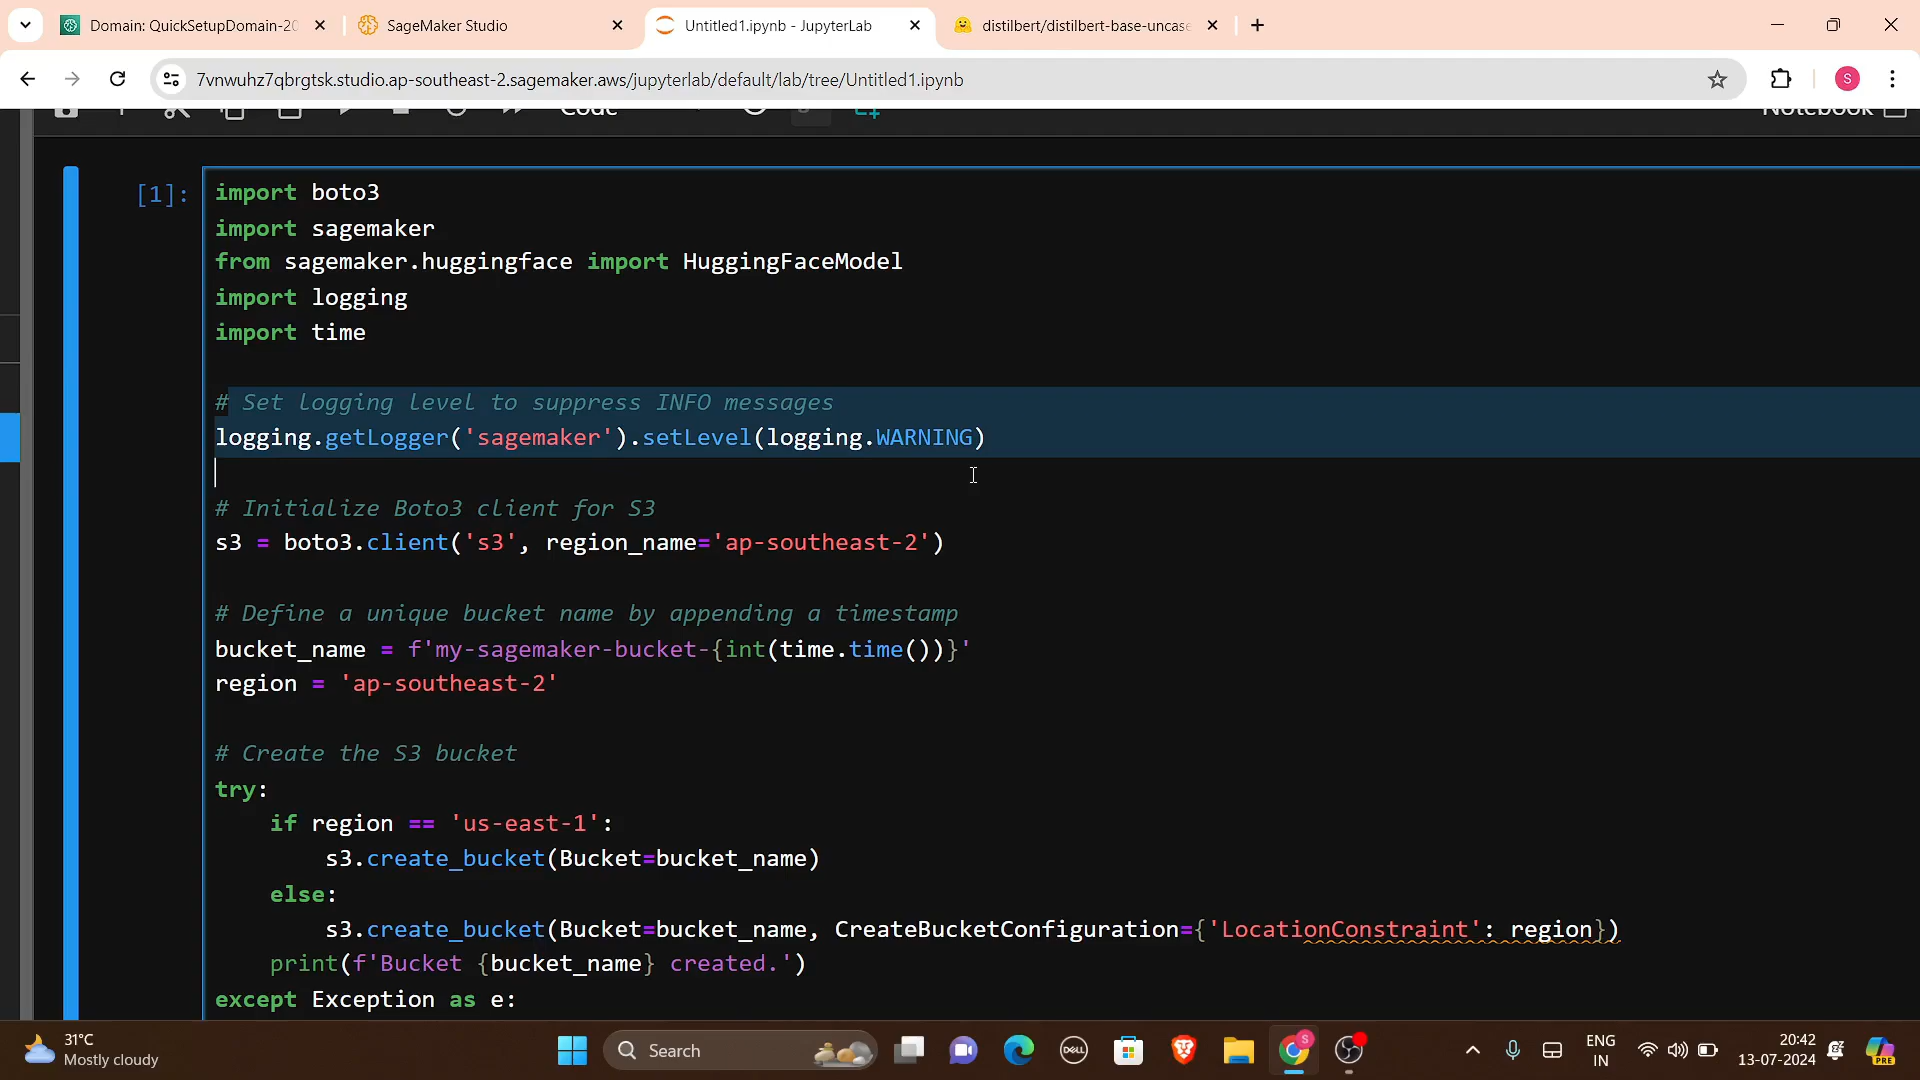 Domain: QuickSetupDomain-20
SageMaker Studio
Untitled1.ipynb - JupyterLab
distilbert/distilbert-base-uncase
7vnwuhz7qbrgtsk.studio.ap-southeast-2.sagemaker.aws/jupyterlab/default/lab/tree/Untitled1.ipynb
S
Code
Notebook
[1]:
import boto3
import sagemaker
from sagemaker.huggingface import HuggingFaceModel
import logging
import time
# Set logging level to suppress INFO messages
logging.getLogger('sagemaker').setLevel(logging.WARNING)
# Initialize Boto3 client for S3
s3 = boto3.client('s3', region_name='ap-southeast-2')
# Define a unique bucket name by appending a timestamp
bucket_name = f'my-sagemaker-bucket-{int(time.time())}'
region = 'ap-southeast-2'
# Create the S3 bucket
try:
    if region == 'us-east-1':
        s3.create_bucket(Bucket=bucket_name)
    else:
        s3.create_bucket(Bucket=bucket_name, CreateBucketConfiguration={'LocationConstraint': region})
    print(f'Bucket {bucket_name} created.')
except Exception as e:
31°C
Mostly cloudy
Search
DELL
S
ENG
IN
20:42
13-07-2024
PRE